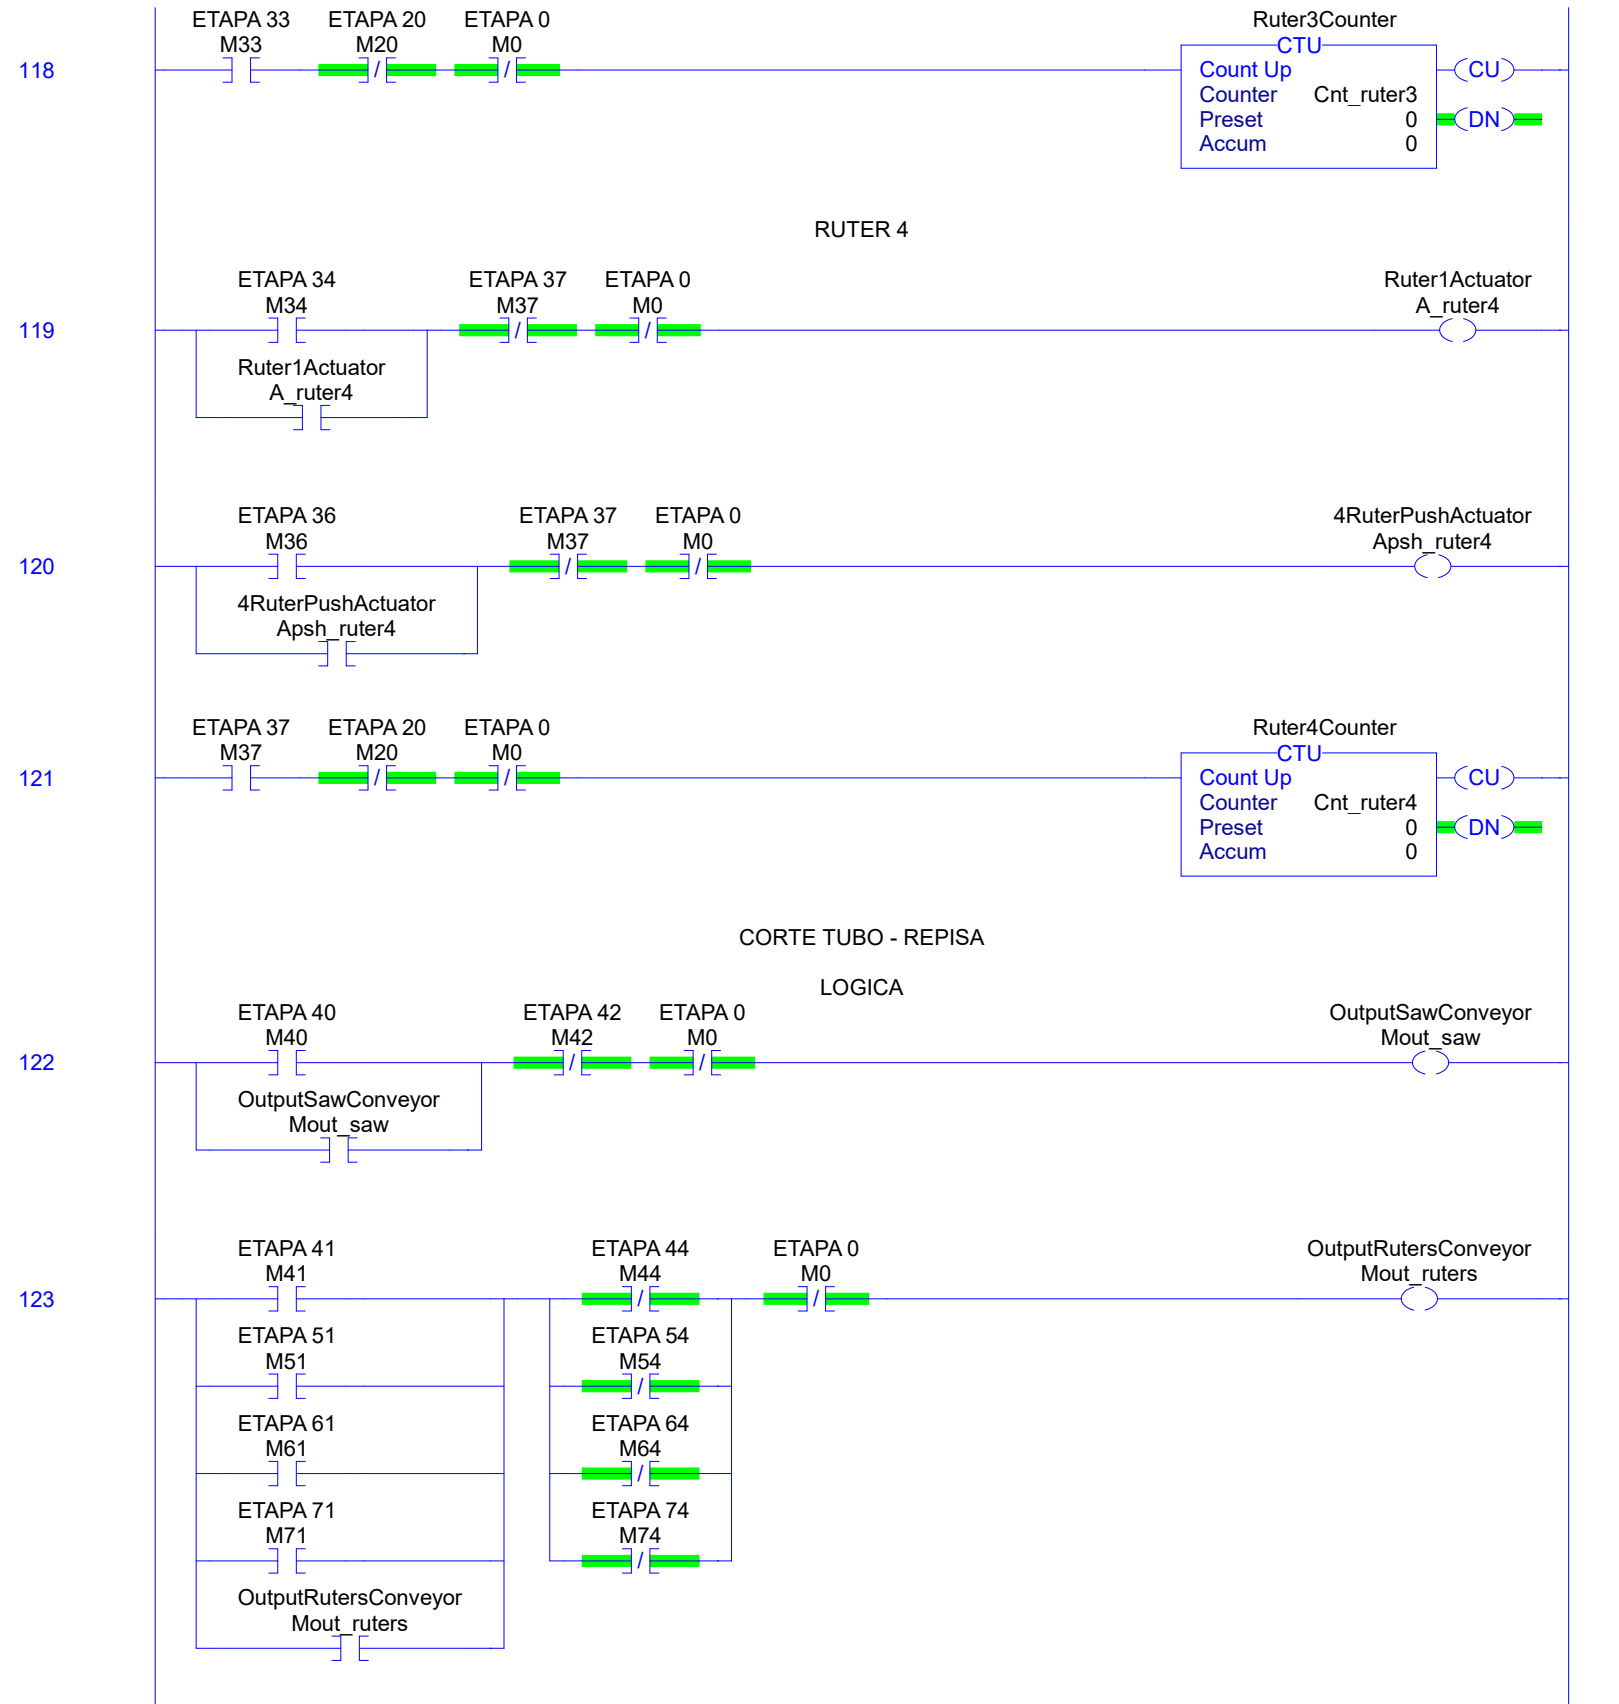 ETAPA 33 ETAPA 20 ETAPA 0 Ruter3Counter
M33 M20 M0 CTU
118 Count Up CU
Counter Cnt_ruter3
Preset 0 DN
Accum 0
RUTER 4
ETAPA 34 ETAPA 37 ETAPA 0 Ruter1Actuator
M34 M37 M0 A_ruter4
119
Ruter1Actuator
A_ruter4
ETAPA 36 ETAPA 37 ETAPA 0 4RuterPushActuator
M36 M37 M0 Apsh_ruter4
120
4RuterPushActuator
Apsh_ruter4
ETAPA 37 ETAPA 20 ETAPA 0 Ruter4Counter
M37 M20 M0 CTU
121 Count Up CU
Counter Cnt_ruter4
Preset 0 DN
Accum 0
CORTE TUBO - REPISA
LOGICA
ETAPA 40 ETAPA 42 ETAPA 0 OutputSawConveyor
M40 M42 M0 Mout_saw
122
OutputSawConveyor
Mout_saw
ETAPA 41 ETAPA 44 ETAPA 0 OutputRutersConveyor
M41 M44 M0 Mout_ruters
123
ETAPA 51 ETAPA 54
M51 M54
ETAPA 61 ETAPA 64
M61 M64
ETAPA 71 ETAPA 74
M71 M74
OutputRutersConveyor
Mout_ruters